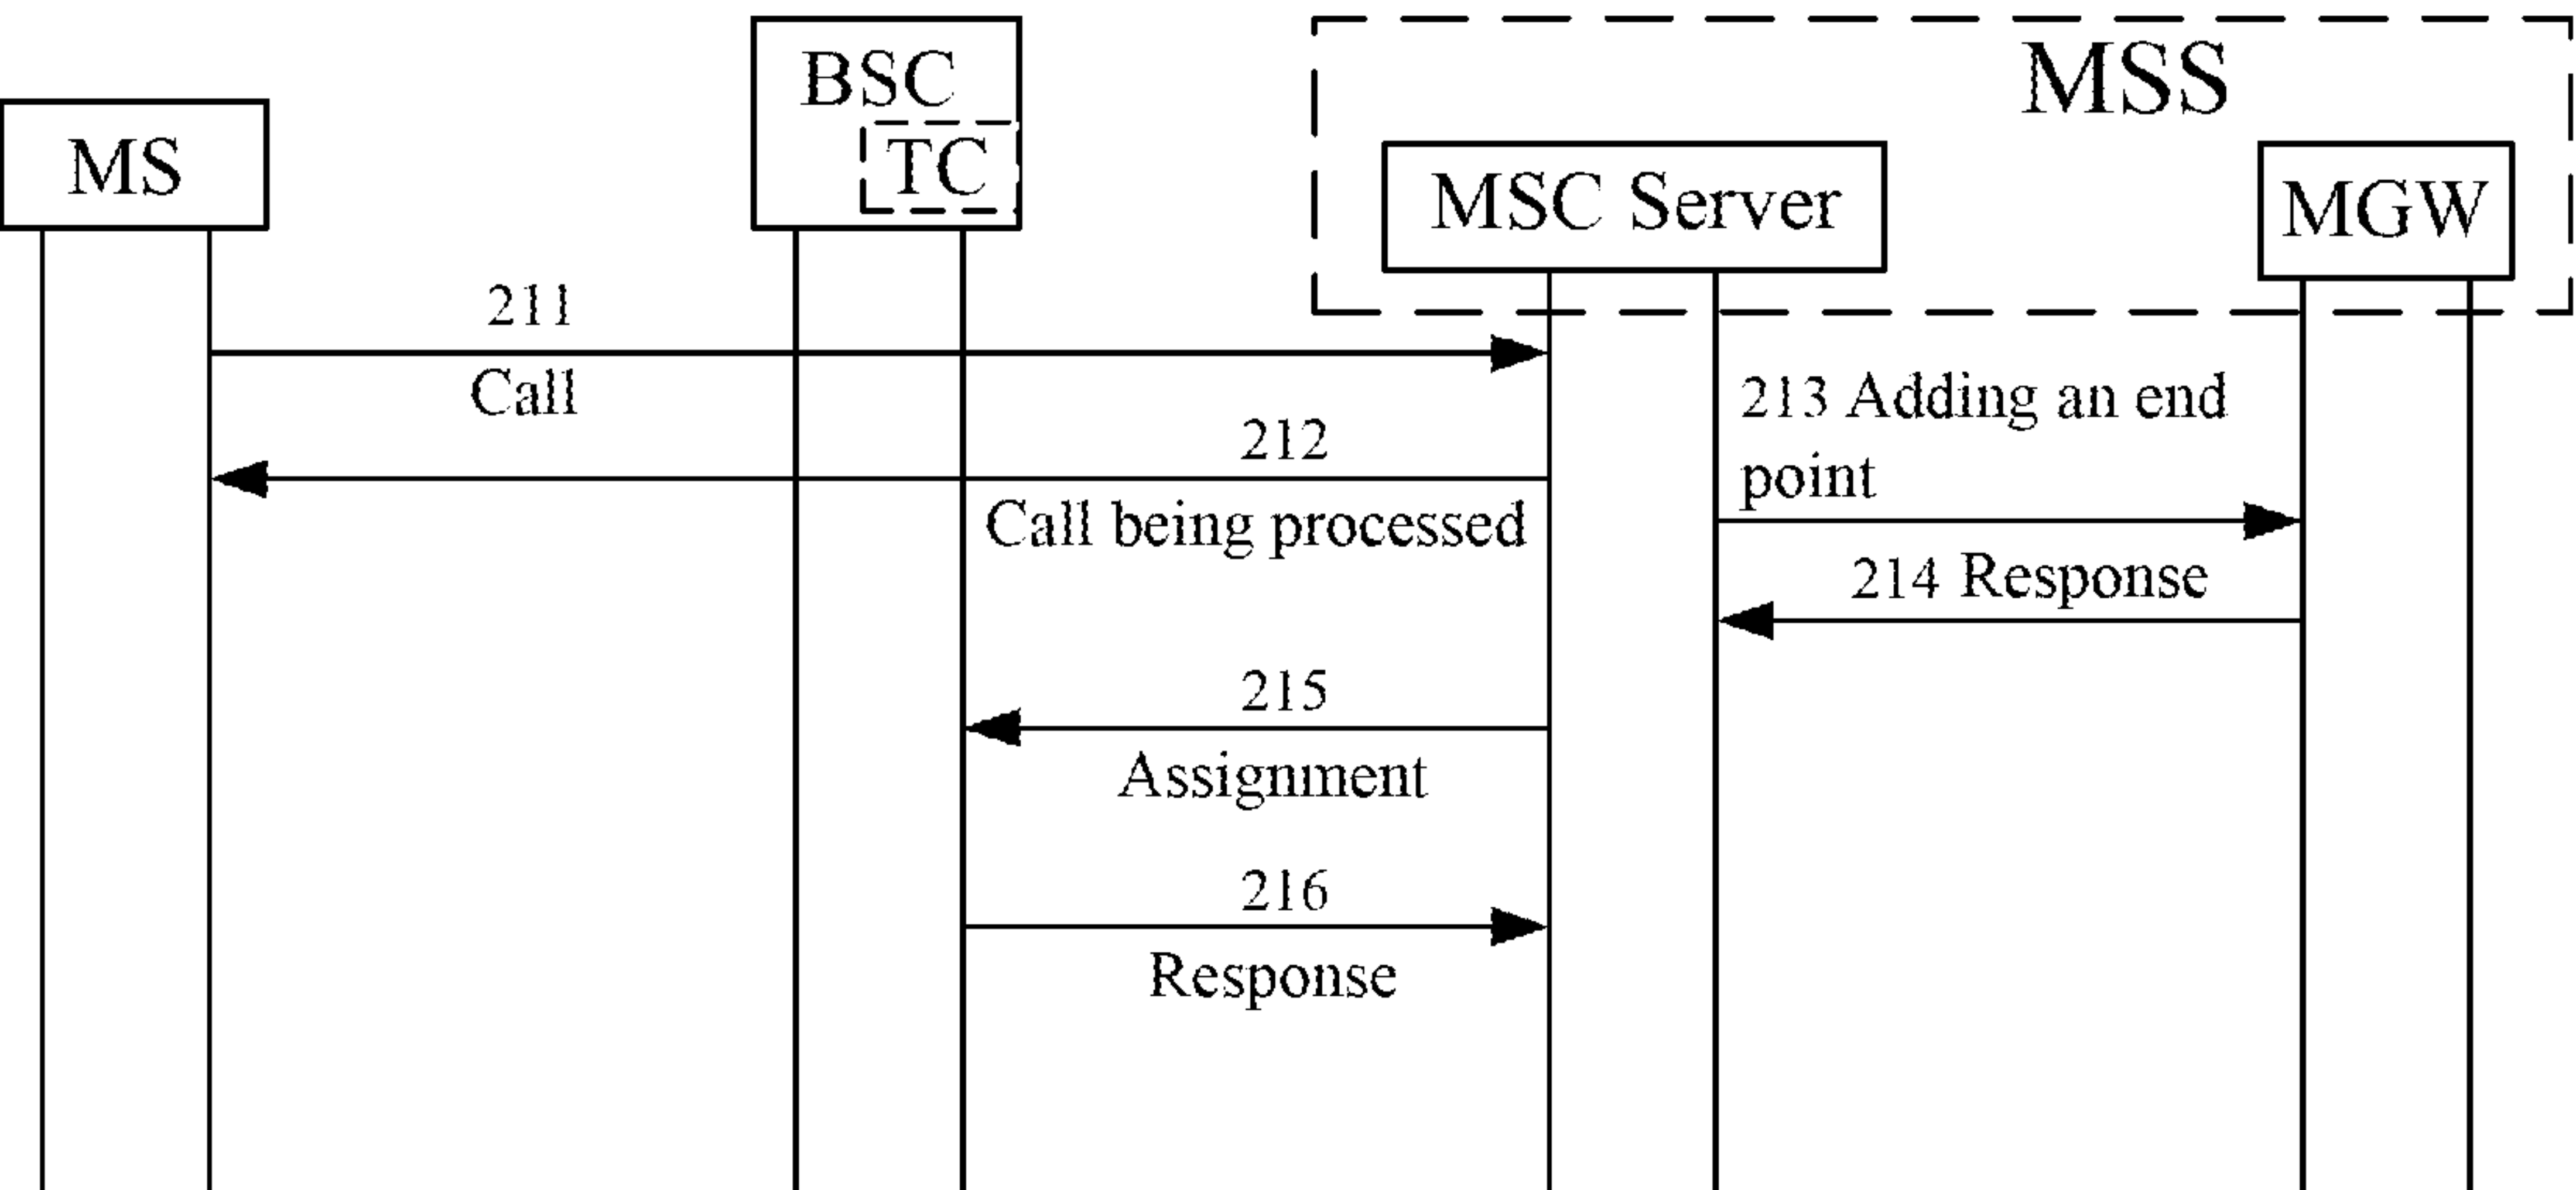 MSS
BSC
TC
MS
MSC Server
MGW
211
Call
212
Call being processed
213 Adding an end
point
214 Response
215
Assignment
216
Response